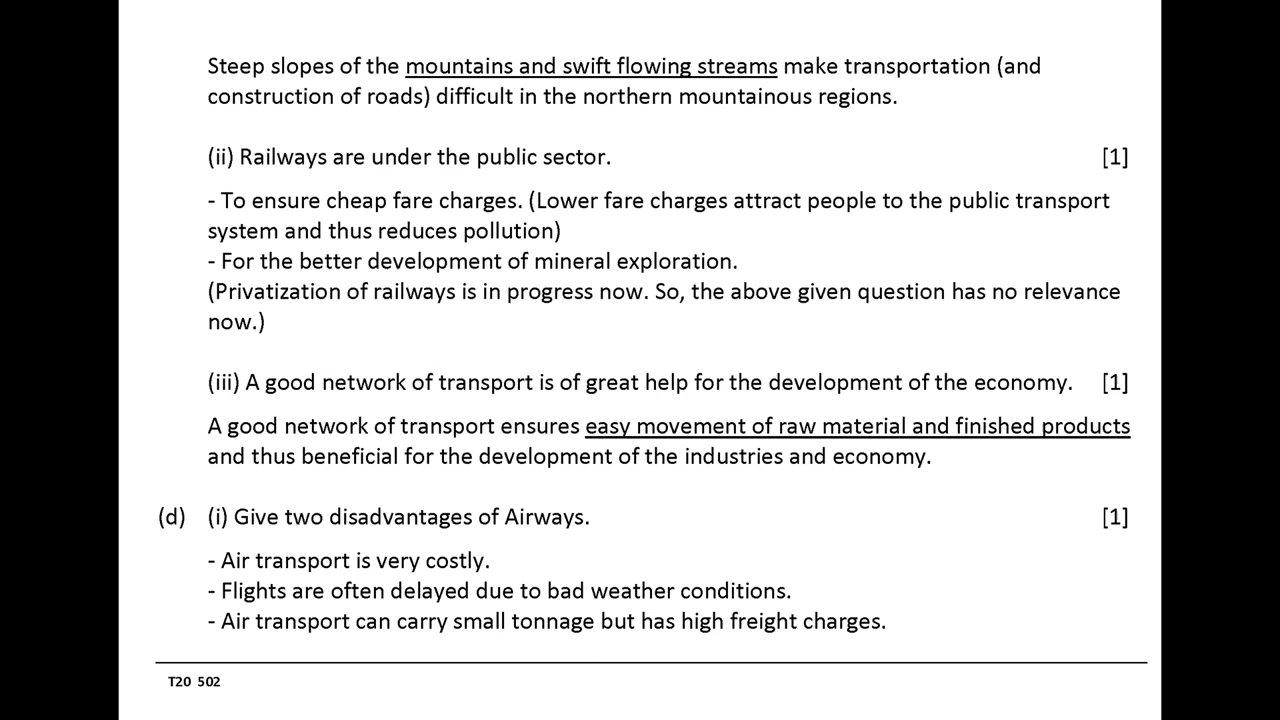 Steep slopes of the mountains and swift flowing streams make transportation (and
construction of roads) difficult in the northern mountainous regions.
(ii) Railways are under the public sector. [1]
- To ensure cheap fare charges. (Lower fare charges attract people to the public transport
system and thus reduces pollution)
- For the better development of mineral exploration.
(Privatization of railways is in progress now. So, the above given question has no relevance
now.)
(iii) A good network of transport is of great help for the development of the economy. [1]
A good network of transport ensures easy movement of raw material and finished products
and thus beneficial for the development of the industries and economy.
(d) (i) Give two disadvantages of Airways. [1]
- Air transport is very costly.
- Flights are often delayed due to bad weather conditions.
- Air transport can carry small tonnage but has high freight charges.
T20 502